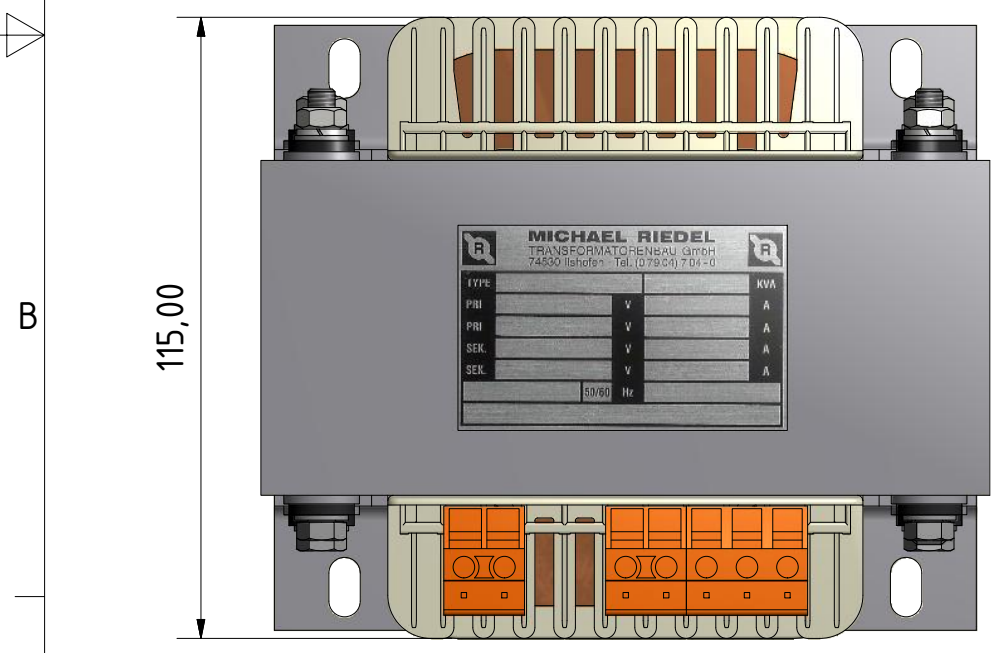 B
115,00
R
MICHAEL RIEDEL
R
TRANSFORMATORENBAU GmbH
74530 Ilshofen · Tel. (07904) 704-0
TYPE KVA
PRI V A
PRI V A
SEK. V A
SEK. V A
50/60 Hz